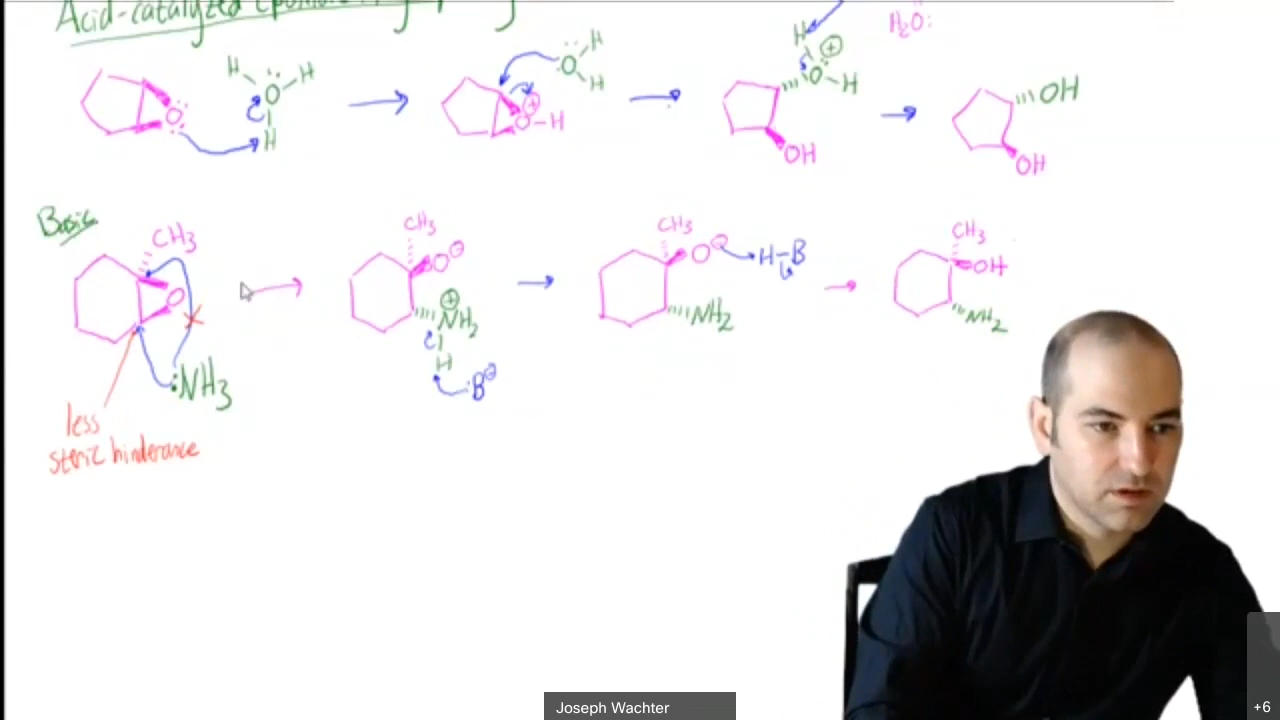 Acid-catalyzed
H₂O:
H H O H
O
O ⊕ -H
:O H H
H O ⊕ H
OH
OH
OH
Basic
CH3
O
:NH3
less
steric hinderance
CH3
O⊖
⊕
NH2
H
:B⊖
CH3
O⊖ H-B
NH2
CH3
OH
NH2
Joseph Wachter
+6